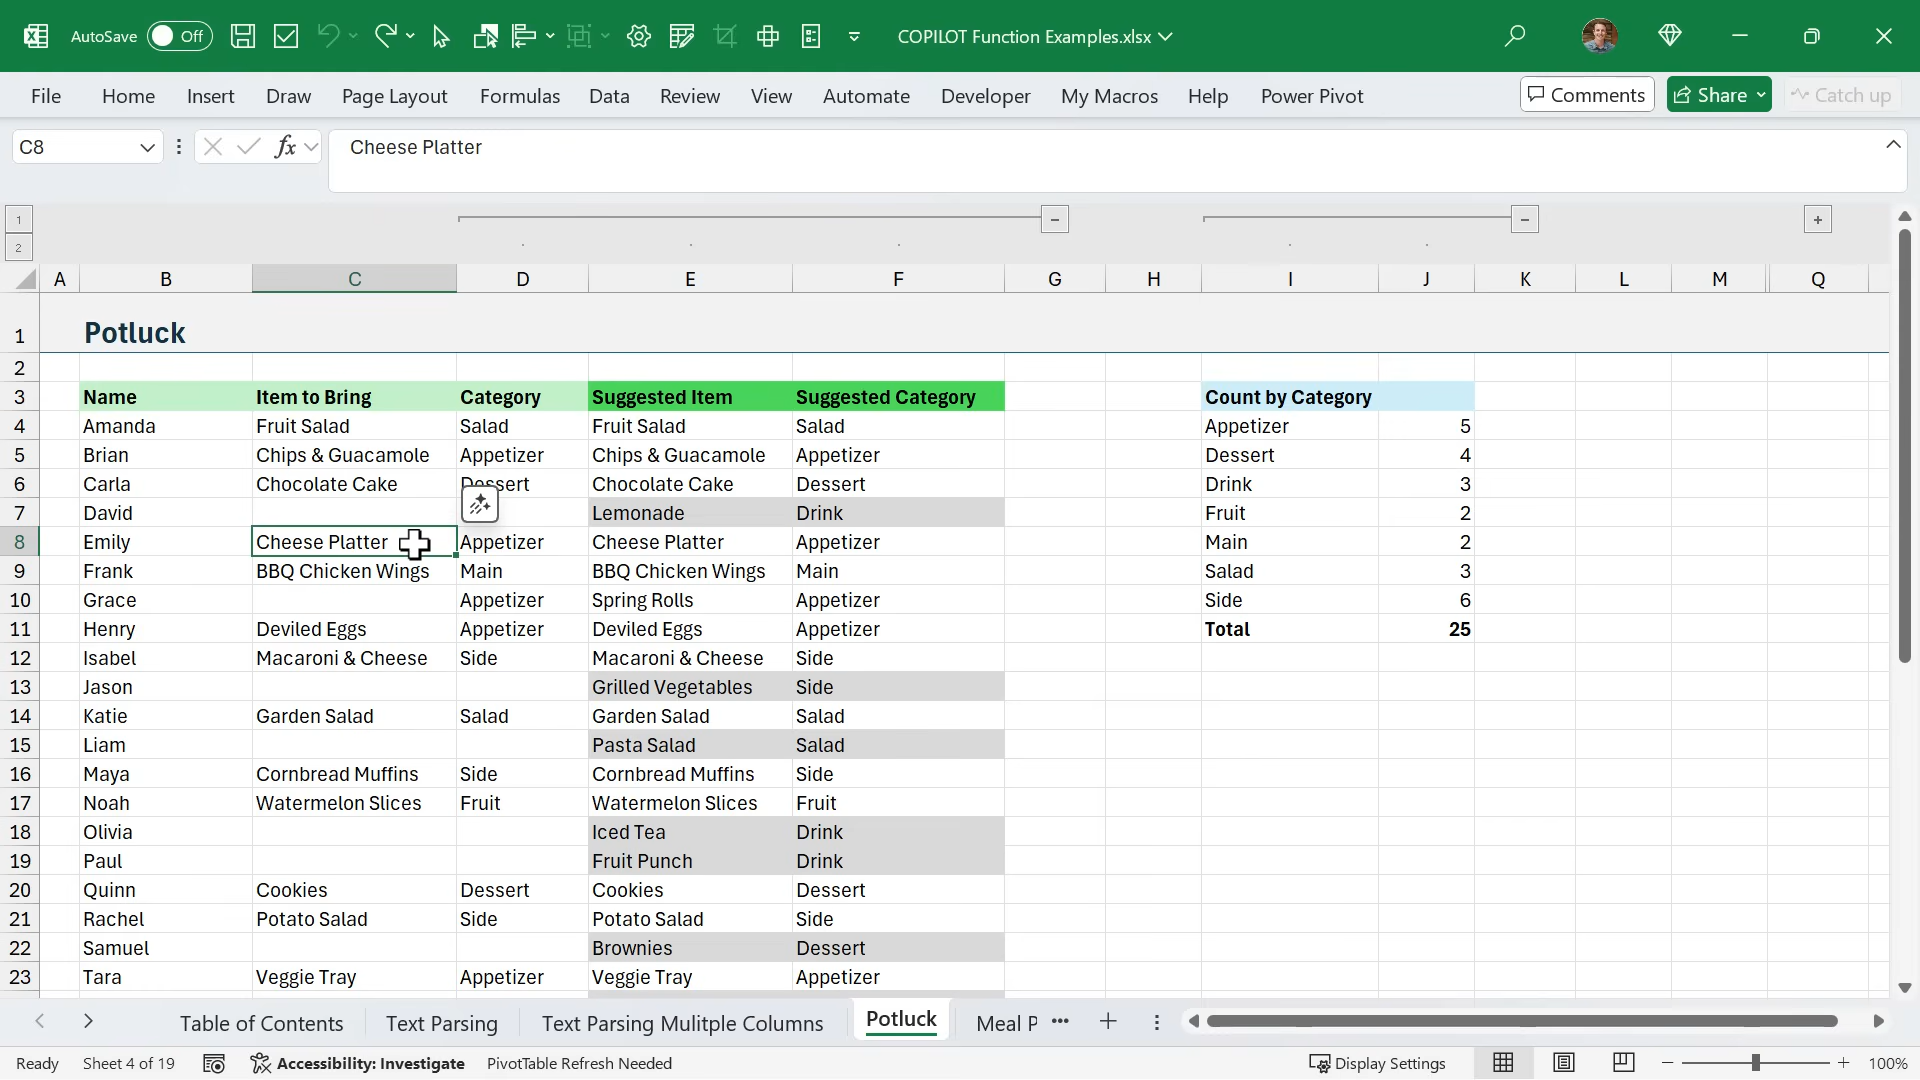 AutoSave Off COPILOT Function Examples.xlsx
File Home Insert Draw Page Layout Formulas Data Review View Automate Developer My Macros Help Power Pivot Comments Share Catch up
C8 fx Cheese Platter
1
2
A B C D E F G H I J K L M Q
1 Potluck
2
3 Name Item to Bring Category Suggested Item Suggested Category Count by Category
4 Amanda Fruit Salad Salad Fruit Salad Salad Appetizer 5
5 Brian Chips & Guacamole Appetizer Chips & Guacamole Appetizer Dessert 4
6 Carla Chocolate Cake Dessert Chocolate Cake Dessert Drink 3
7 David Lemonade Drink Fruit 2
8 Emily Cheese Platter Appetizer Cheese Platter Appetizer Main 2
9 Frank BBQ Chicken Wings Main BBQ Chicken Wings Main Salad 3
10 Grace Appetizer Spring Rolls Appetizer Side 6
11 Henry Deviled Eggs Appetizer Deviled Eggs Appetizer Total 25
12 Isabel Macaroni & Cheese Side Macaroni & Cheese Side
13 Jason Grilled Vegetables Side
14 Katie Garden Salad Salad Garden Salad Salad
15 Liam Pasta Salad Salad
16 Maya Cornbread Muffins Side Cornbread Muffins Side
17 Noah Watermelon Slices Fruit Watermelon Slices Fruit
18 Olivia Iced Tea Drink
19 Paul Fruit Punch Drink
20 Quinn Cookies Dessert Cookies Dessert
21 Rachel Potato Salad Side Potato Salad Side
22 Samuel Brownies Dessert
23 Tara Veggie Tray Appetizer Veggie Tray Appetizer
Table of Contents Text Parsing Text Parsing Mulitple Columns Potluck Meal P
Ready Sheet 4 of 19 Accessibility: Investigate PivotTable Refresh Needed Display Settings 100%